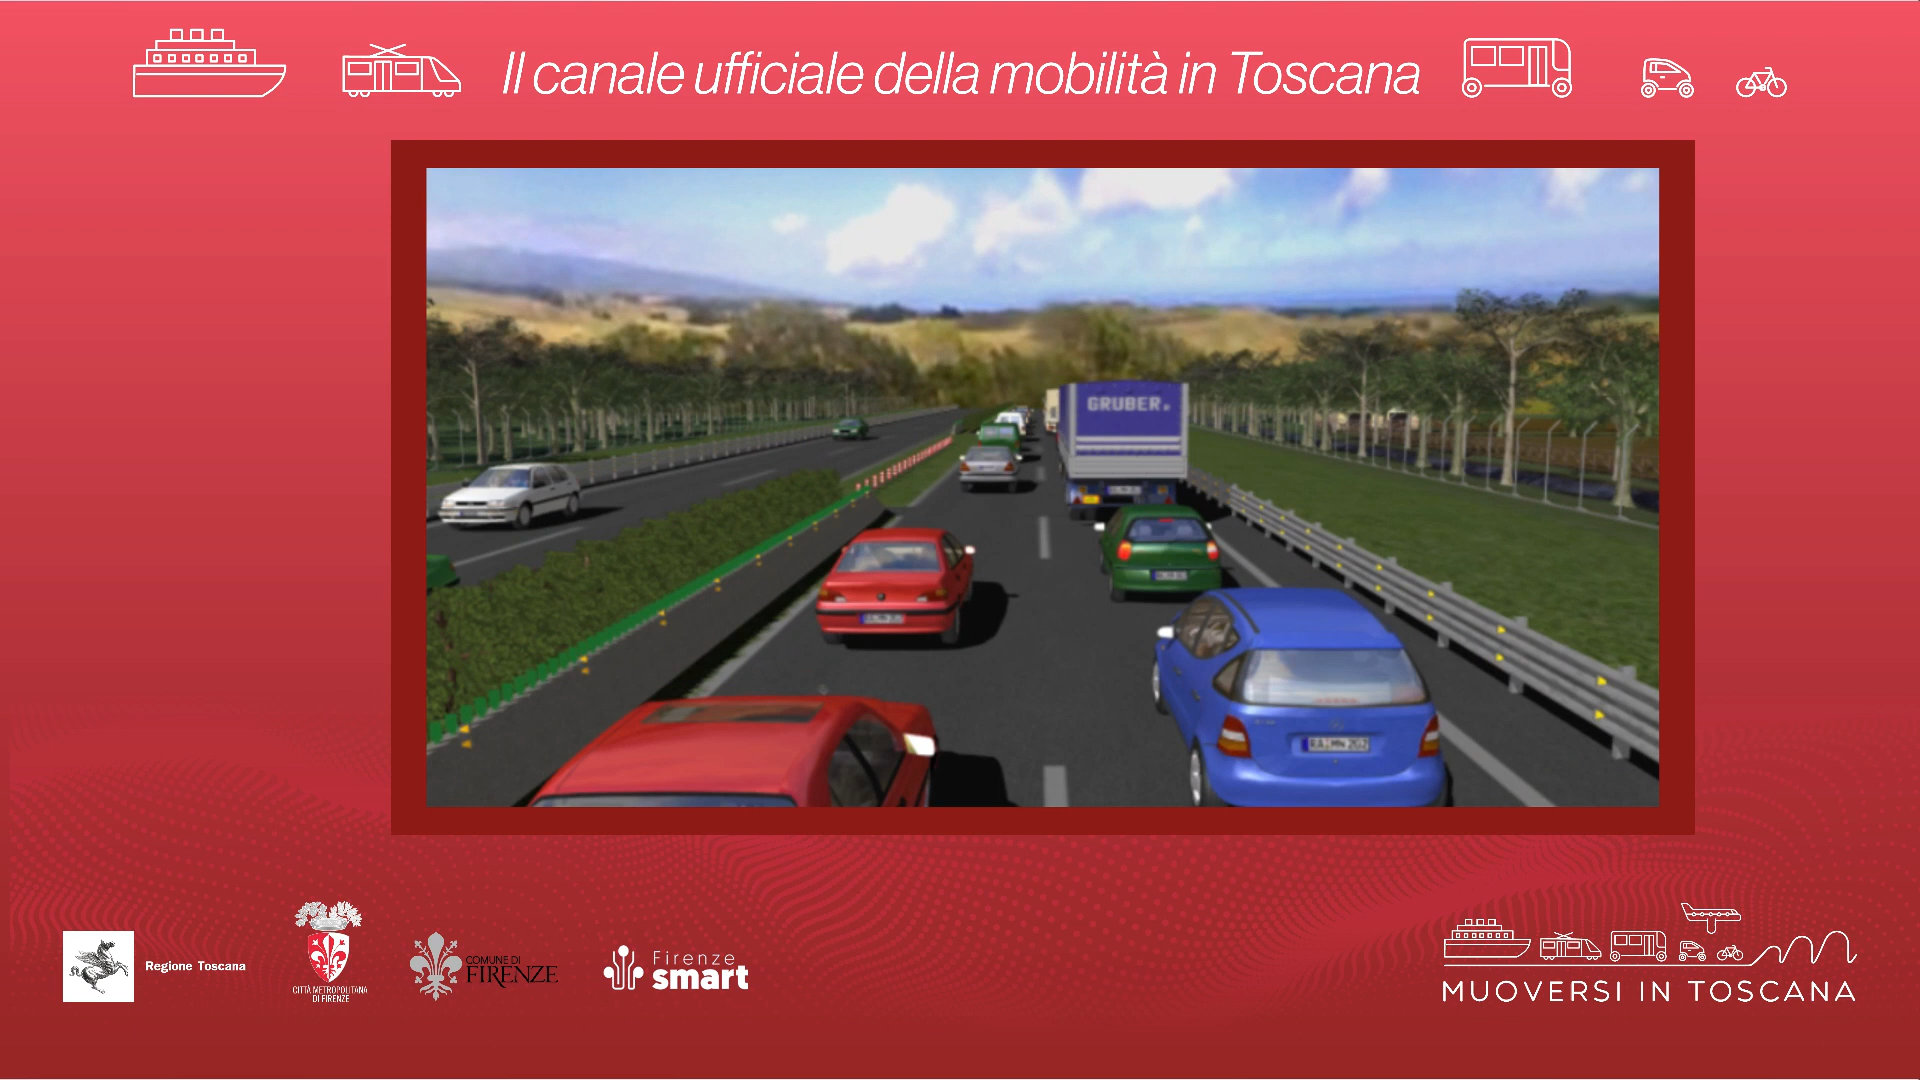 Il canale ufficiale della mobilità in Toscana
GRUBER
Regione Toscana
CITTÀ METROPOLITANA
DI FIRENZE
COMUNE DI
FIRENZE
Firenze
smart
MUOVERSI IN TOSCANA